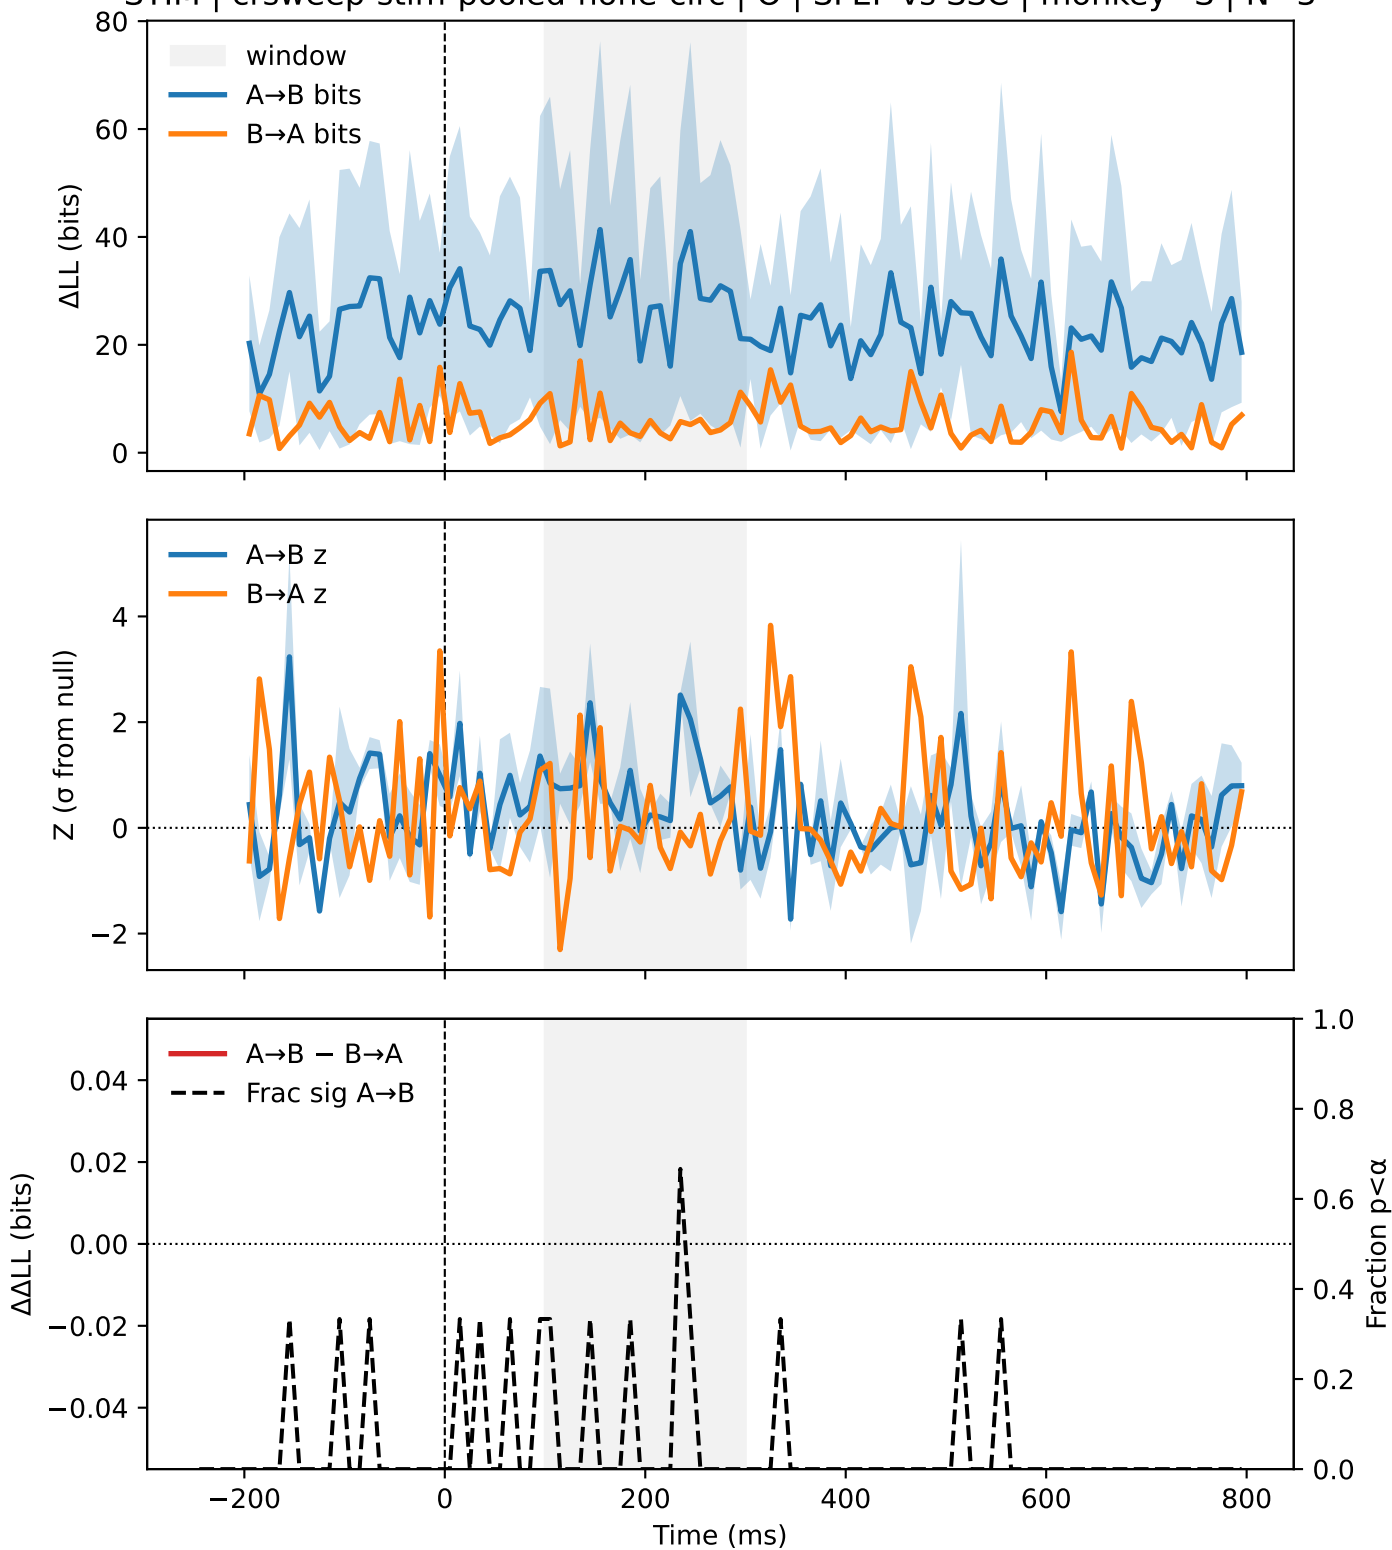 window
A→B bits
B→A bits
80
60
40
20
0
ΔLL (bits)
A→B z
B→A z
4
2
0
−2
Z (σ from null)
A→B − B→A
Frac sig A→B
0.04
0.02
0.00
−0.02
−0.04
ΔΔLL (bits)
1.0
0.8
0.6
0.4
0.2
0.0
Fraction p<α
−200 0 200 400 600 800
Time (ms)